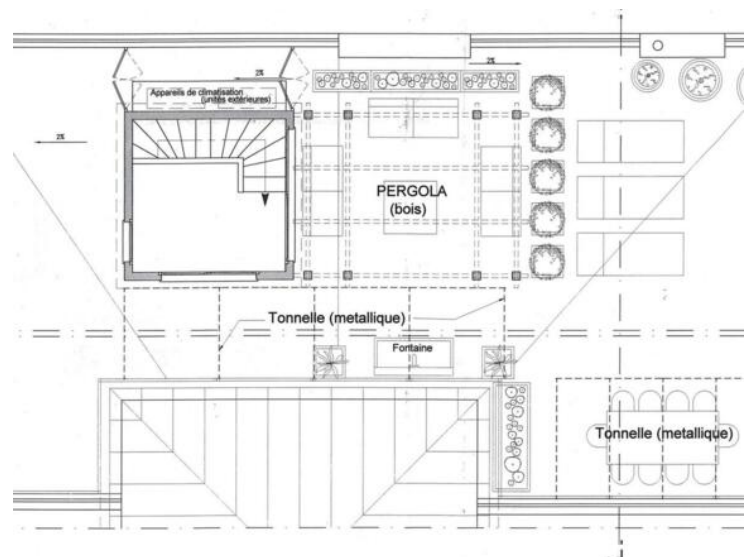 2%
2%
Appareils de climatisation
(unités extérieures)
2%
PERGOLA
(bois)
Tonnelle (metallique)
Fontaine
Tonnelle (metallique)